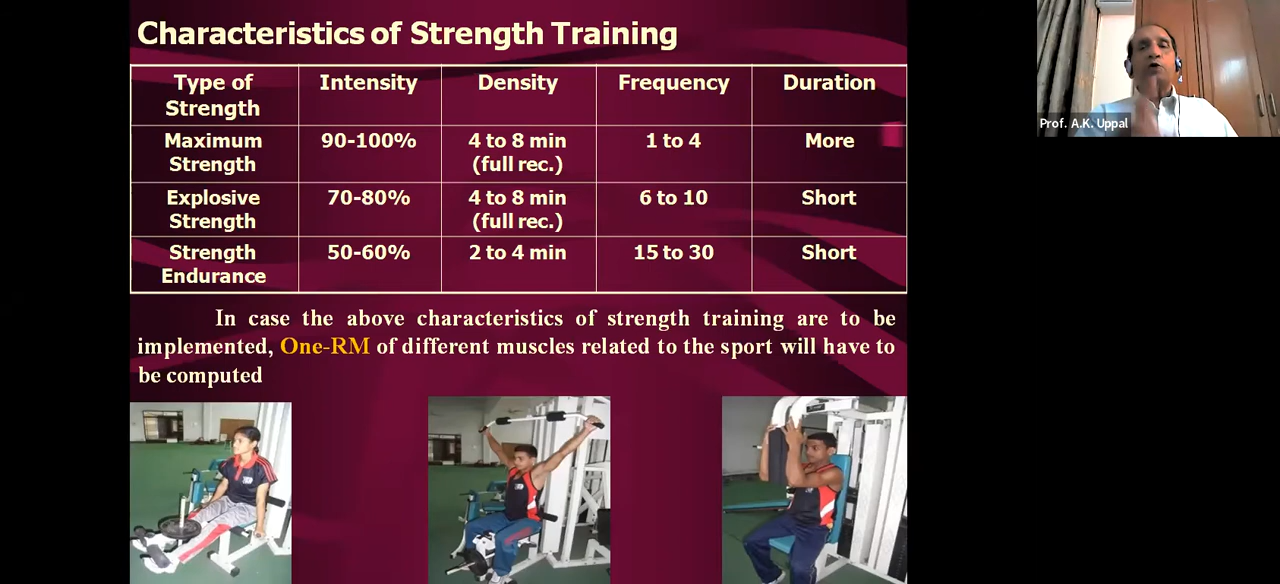 Characteristics of Strength Training
Type of Strength Intensity Density Frequency Duration
Maximum Strength 90-100% 4 to 8 min (full rec.) 1 to 4 More
Explosive Strength 70-80% 4 to 8 min (full rec.) 6 to 10 Short
Strength Endurance 50-60% 2 to 4 min 15 to 30 Short
In case the above characteristics of strength training are to be
implemented, One-RM of different muscles related to the sport will have to
be computed
Prof. A.K. Uppal